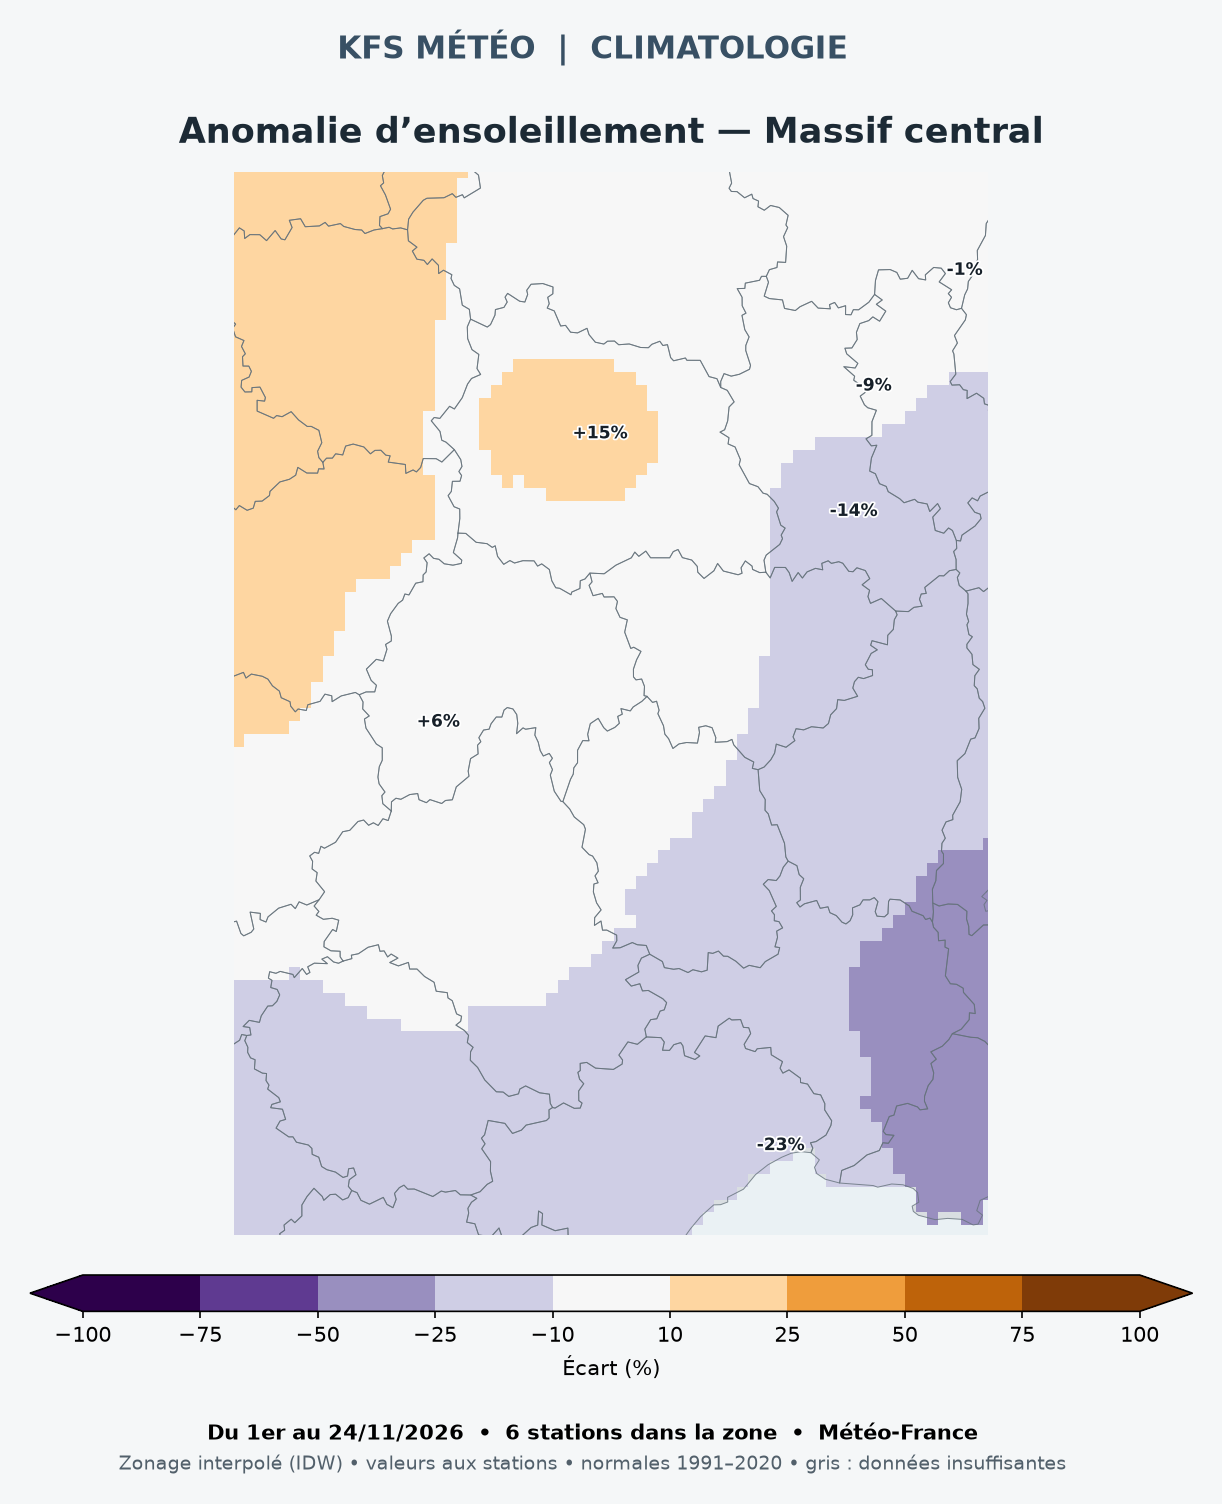 KFS MÉTÉO | CLIMATOLOGIE
Anomalie d’ensoleillement — Massif central
-1%
-9%
+15%
-14%
+6%
-23%
−100 −75 −50 −25 −10 10 25 50 75 100
Écart (%)
Du 1er au 24/11/2026 • 6 stations dans la zone • Météo-France
Zonage interpolé (IDW) • valeurs aux stations • normales 1991–2020 • gris : données insuffisantes